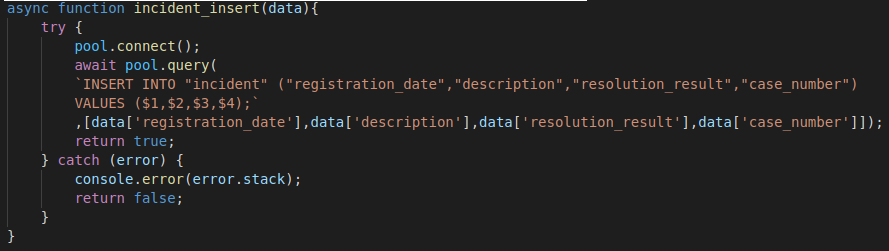 async function incident_insert(data){
    try {
        pool.connect();
        await pool.query(
        `INSERT INTO "incident" ("registration_date","description","resolution_result","case_number")
        VALUES ($1,$2,$3,$4);`
        ,[data['registration_date'],data['description'],data['resolution_result'],data['case_number']]);
        return true;
    } catch (error) {
        console.error(error.stack);
        return false;
    }
}